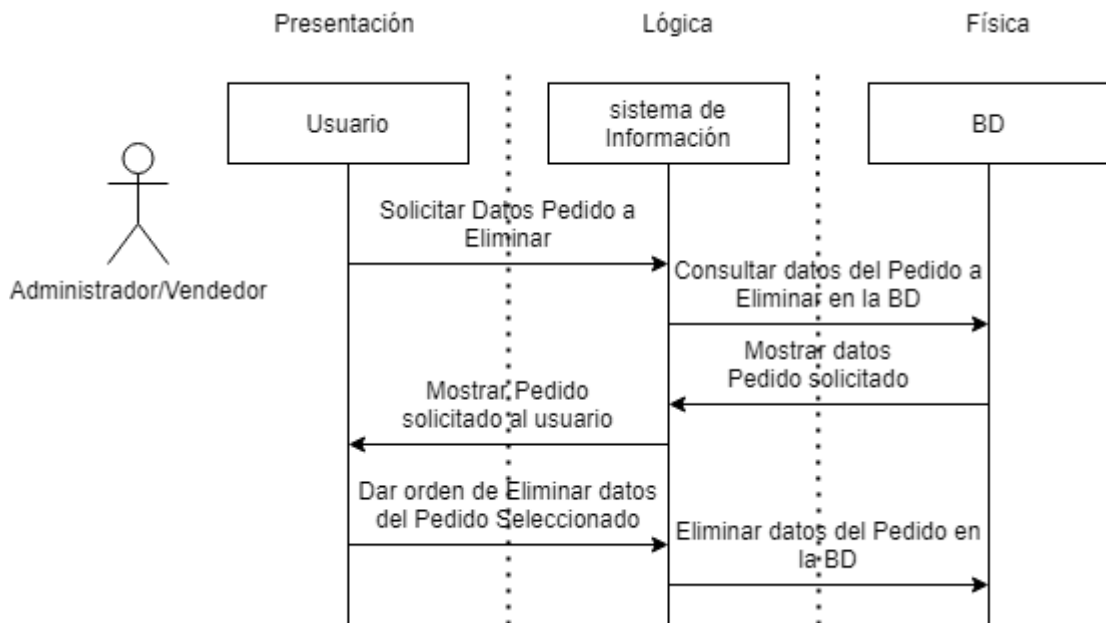 Presentación
Lógica
Física
Usuario
sistema de
Información
BD
Administrador/Vendedor
Solicitar Datos Pedido a
Eliminar
Consultar datos del Pedido a
Eliminar en la BD
Mostrar datos
Pedido solicitado
Mostrar Pedido
solicitado al usuario
Dar orden de Eliminar datos
del Pedido Seleccionado
Eliminar datos del Pedido en
la BD